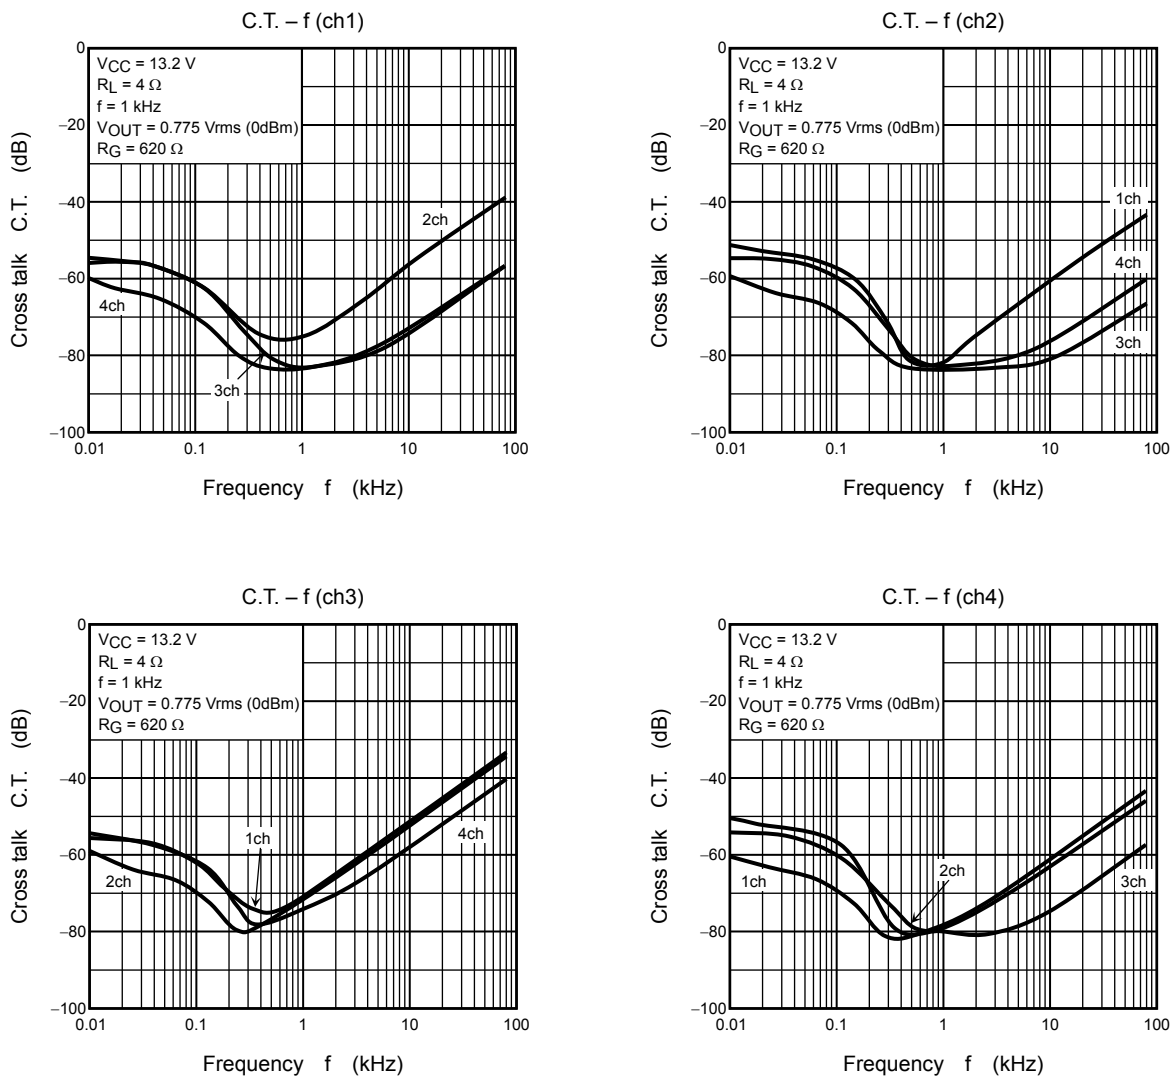 C.T. – f (ch1)
VCC = 13.2 V
RL = 4 Ω
f = 1 kHz
VOUT = 0.775 Vrms (0dBm)
RG = 620 Ω
Cross talk C.T. (dB)
0
−20
−40
−60
−80
−100
2ch
4ch
3ch
0.01
0.1
1
10
100
Frequency f (kHz)
C.T. – f (ch2)
VCC = 13.2 V
RL = 4 Ω
f = 1 kHz
VOUT = 0.775 Vrms (0dBm)
RG = 620 Ω
Cross talk C.T. (dB)
0
−20
−40
−60
−80
−100
1ch
4ch
3ch
0.01
0.1
1
10
100
Frequency f (kHz)
C.T. – f (ch3)
VCC = 13.2 V
RL = 4 Ω
f = 1 kHz
VOUT = 0.775 Vrms (0dBm)
RG = 620 Ω
Cross talk C.T. (dB)
0
−20
−40
−60
−80
−100
1ch
4ch
2ch
0.01
0.1
1
10
100
Frequency f (kHz)
C.T. – f (ch4)
VCC = 13.2 V
RL = 4 Ω
f = 1 kHz
VOUT = 0.775 Vrms (0dBm)
RG = 620 Ω
Cross talk C.T. (dB)
0
−20
−40
−60
−80
−100
2ch
1ch
3ch
0.01
0.1
1
10
100
Frequency f (kHz)